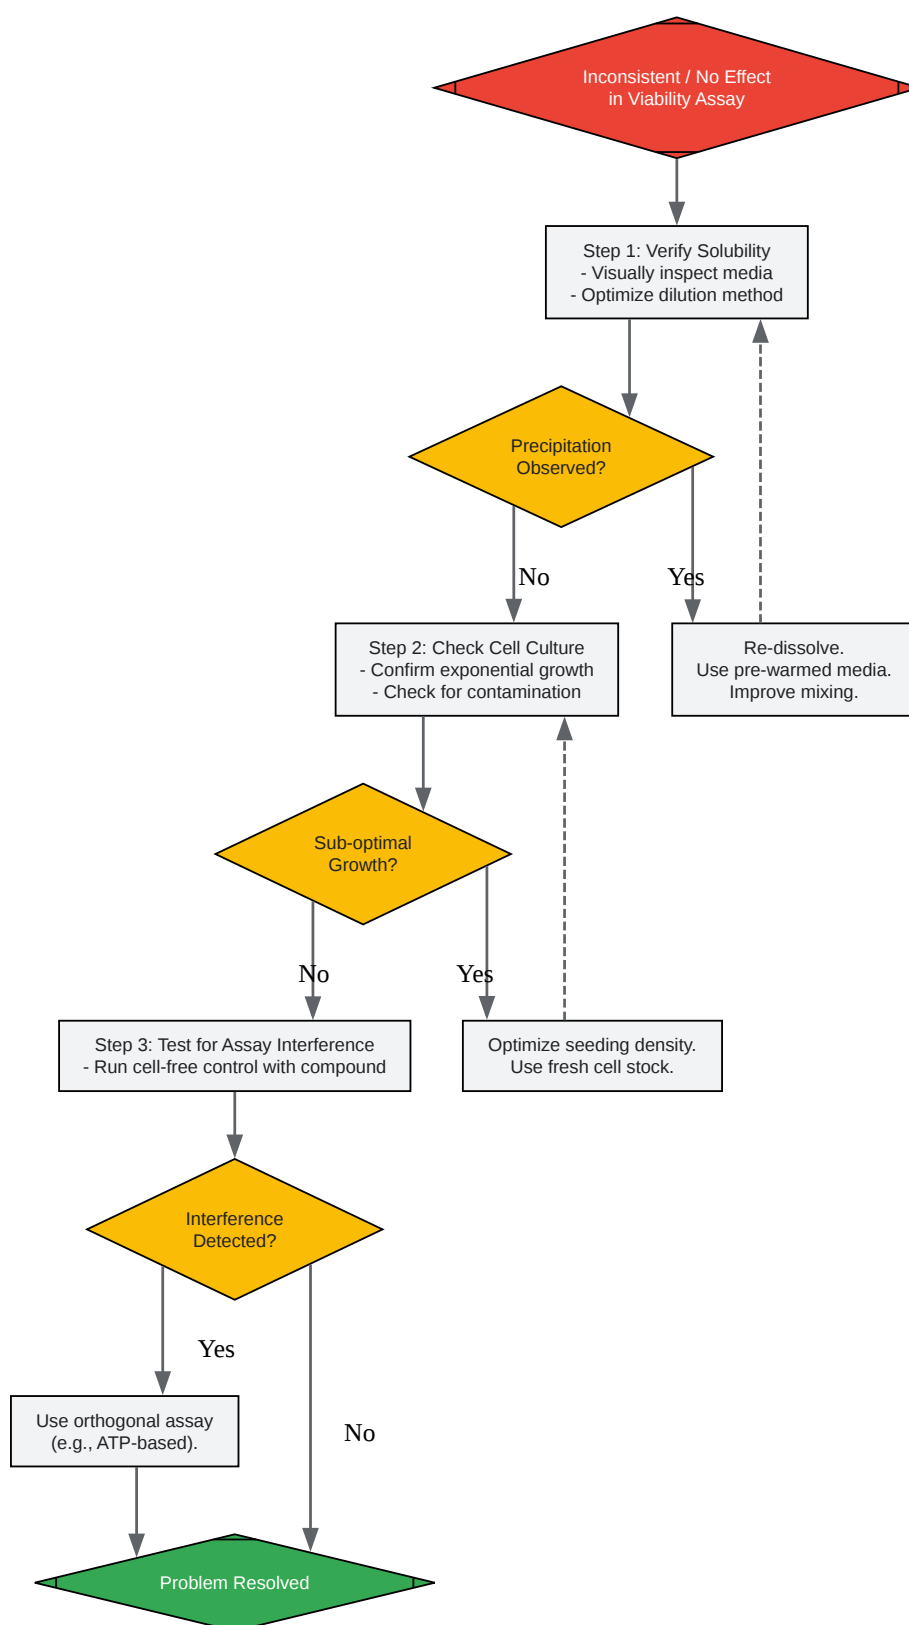 Inconsistent / No Effect
in Viability Assay
Step 1: Verify Solubility
- Visually inspect media
- Optimize dilution method
Precipitation
Observed?
No
Yes
Step 2: Check Cell Culture
- Confirm exponential growth
- Check for contamination
Re-dissolve.
Use pre-warmed media.
Improve mixing.
Sub-optimal
Growth?
No
Yes
Step 3: Test for Assay Interference
- Run cell-free control with compound
Optimize seeding density.
Use fresh cell stock.
Interference
Detected?
Yes
No
Use orthogonal assay
(e.g., ATP-based).
Problem Resolved